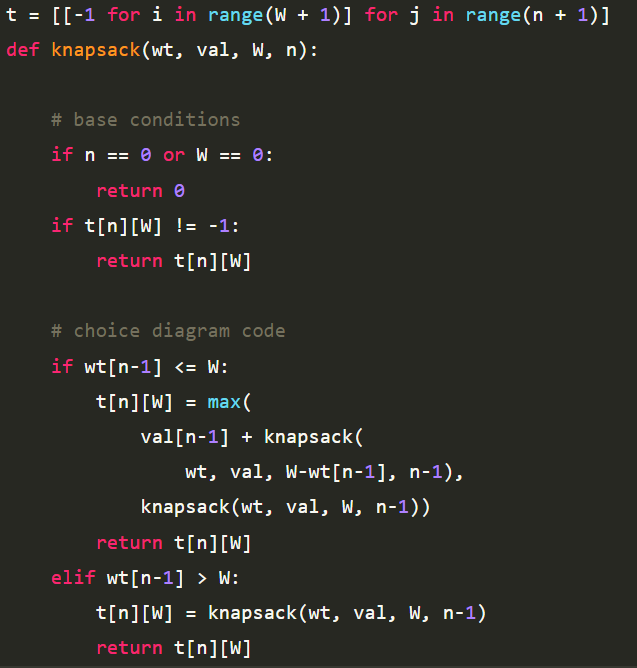 t = [[-1 for i in range(W + 1)] for j in range(n + 1)]
def knapsack(wt, val, W, n):
    # base conditions
    if n == 0 or W == 0:
        return 0
    if t[n][W] != -1:
        return t[n][W]
    # choice diagram code
    if wt[n-1] <= W:
        t[n][W] = max(
            val[n-1] + knapsack(
                wt, val, W-wt[n-1], n-1),
            knapsack(wt, val, W, n-1))
        return t[n][W]
    elif wt[n-1] > W:
        t[n][W] = knapsack(wt, val, W, n-1)
        return t[n][W]